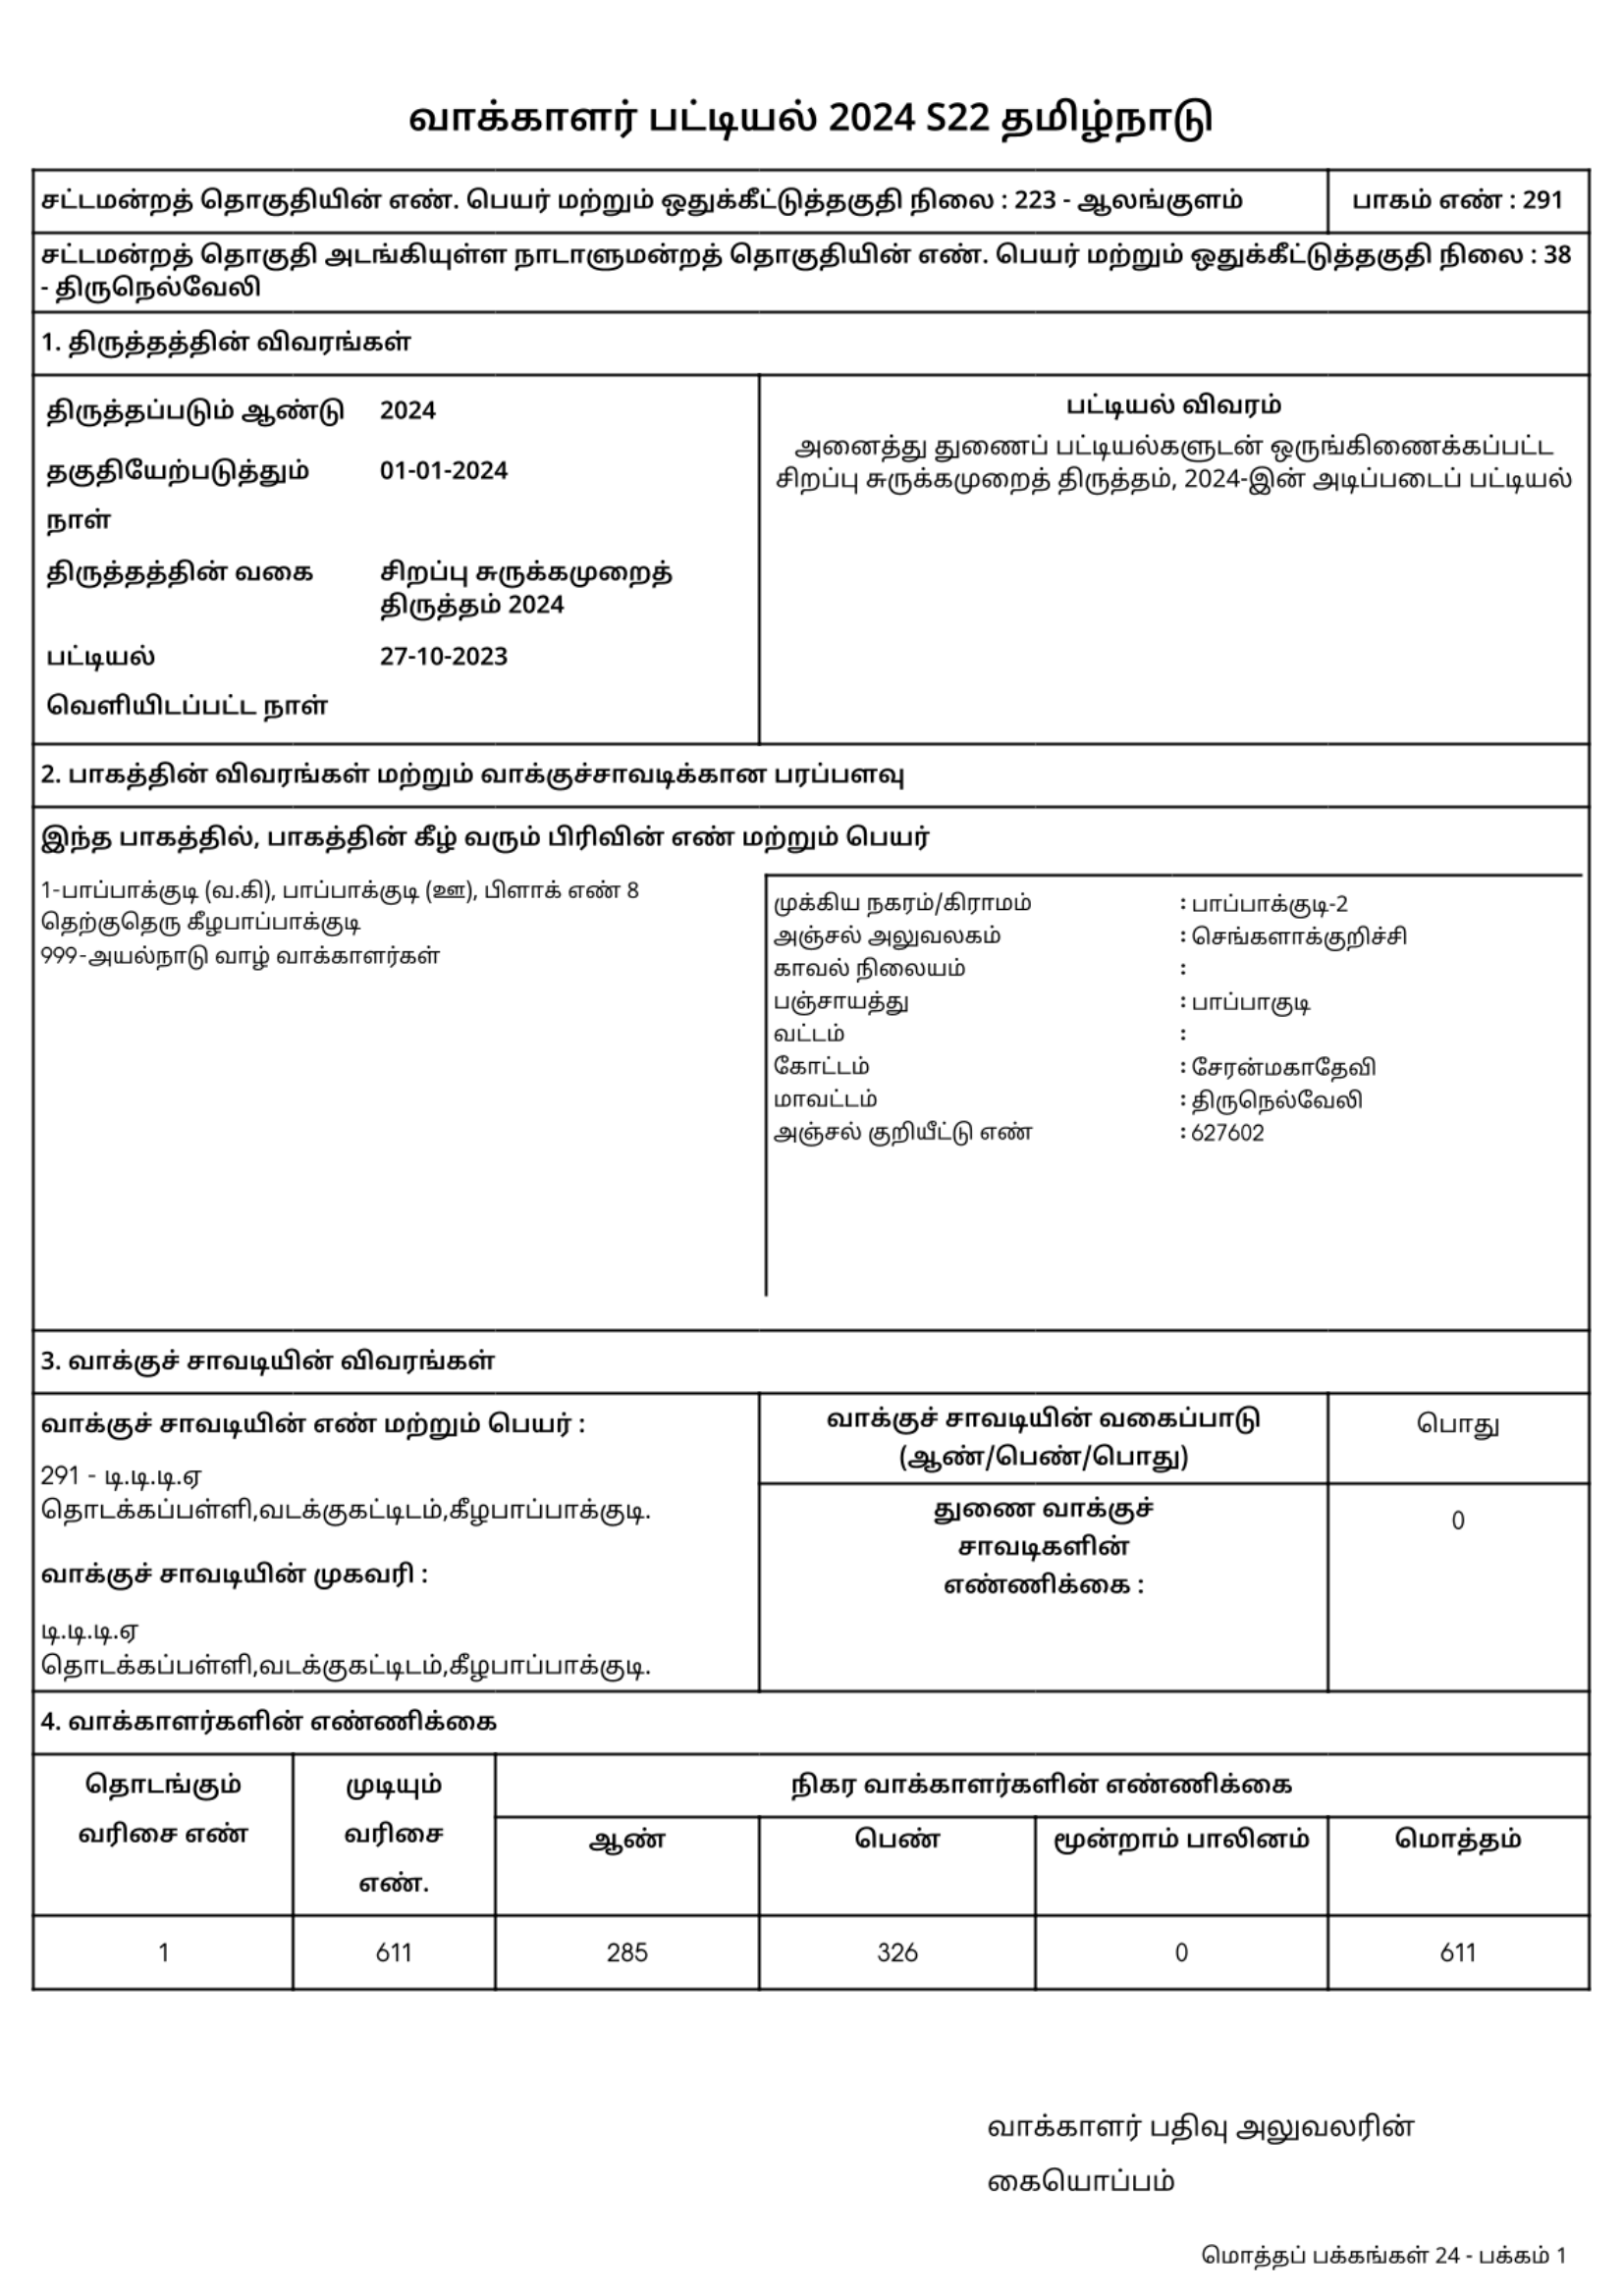 வாக்காளர் பட்டியல் 2024 S22 தமிழ்நாடு
சட்டமன்றத் தொகுதியின் எண். பெயர் மற்றும் ஒதுக்கீட்டுத்தகுதி நிலை : 223 - ஆலங்குளம்
பாகம் எண் : 291
சட்டமன்றத் தொகுதி அடங்கியுள்ள நாடாளுமன்றத் தொகுதியின் எண். பெயர் மற்றும் ஒதுக்கீட்டுத்தகுதி நிலை : 38
- திருநெல்வேலி
1. திருத்தத்தின் விவரங்கள்
திருத்தப்படும் ஆண்டு 2024
தகுதியேற்படுத்தும் 01-01-2024
நாள்
திருத்தத்தின் வகை சிறப்பு சுருக்கமுறைத்
திருத்தம் 2024
பட்டியல் 27-10-2023
வெளியிடப்பட்ட நாள்
பட்டியல் விவரம்
அனைத்து துணைப் பட்டியல்களுடன் ஒருங்கிணைக்கப்பட்ட
சிறப்பு சுருக்கமுறைத் திருத்தம், 2024-இன் அடிப்படைப் பட்டியல்
2. பாகத்தின் விவரங்கள் மற்றும் வாக்குச்சாவடிக்கான பரப்பளவு
இந்த பாகத்தில், பாகத்தின் கீழ் வரும் பிரிவின் எண் மற்றும் பெயர்
1-பாப்பாக்குடி (வ.கி), பாப்பாக்குடி (ஊ), பிளாக் எண் 8
தெற்குதெரு கீழபாப்பாக்குடி
999-அயல்நாடு வாழ் வாக்காளர்கள்
முக்கிய நகரம்/கிராமம் : பாப்பாக்குடி-2
அஞ்சல் அலுவலகம் : செங்களாக்குறிச்சி
காவல் நிலையம் :
பஞ்சாயத்து : பாப்பாகுடி
வட்டம் :
கோட்டம் : சேரன்மகாதேவி
மாவட்டம் : திருநெல்வேலி
அஞ்சல் குறியீட்டு எண் : 627602
3. வாக்குச் சாவடியின் விவரங்கள்
வாக்குச் சாவடியின் எண் மற்றும் பெயர் :
291 - டி.டி.டி.ஏ
தொடக்கப்பள்ளி,வடக்குகட்டிடம்,கீழபாப்பாக்குடி.
வாக்குச் சாவடியின் முகவரி :
டி.டி.டி.ஏ
தொடக்கப்பள்ளி,வடக்குகட்டிடம்,கீழபாப்பாக்குடி.
வாக்குச் சாவடியின் வகைப்பாடு
(ஆண்/பெண்/பொது)
பொது
துணை வாக்குச்
சாவடிகளின்
எண்ணிக்கை :
0
4. வாக்காளர்களின் எண்ணிக்கை
தொடங்கும்
வரிசை எண்
முடியும்
வரிசை
எண்.
நிகர வாக்காளர்களின் எண்ணிக்கை
ஆண் பெண் மூன்றாம் பாலினம் மொத்தம்
1 611 285 326 0 611
வாக்காளர் பதிவு அலுவலரின்
கையொப்பம்
மொத்தப் பக்கங்கள் 24 - பக்கம் 1